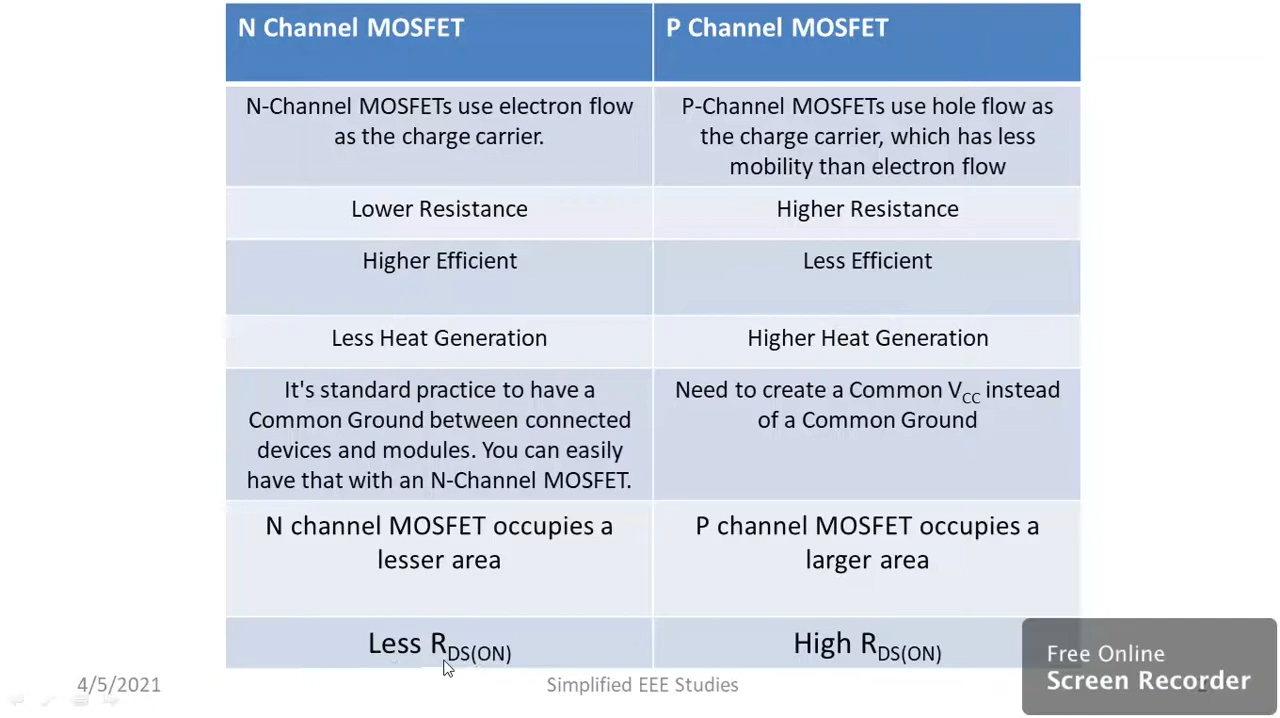 N Channel MOSFET
P Channel MOSFET
N-Channel MOSFETs use electron flow
as the charge carrier.
P-Channel MOSFETs use hole flow as
the charge carrier, which has less
mobility than electron flow
Lower Resistance
Higher Resistance
Higher Efficient
Less Efficient
Less Heat Generation
Higher Heat Generation
It's standard practice to have a
Common Ground between connected
devices and modules. You can easily
have that with an N-Channel MOSFET.
Need to create a Common VCC instead
of a Common Ground
N channel MOSFET occupies a
lesser area
P channel MOSFET occupies a
larger area
Less RDS(ON)
High RDS(ON)
4/5/2021
Simplified EEE Studies
Free Online
Screen Recorder